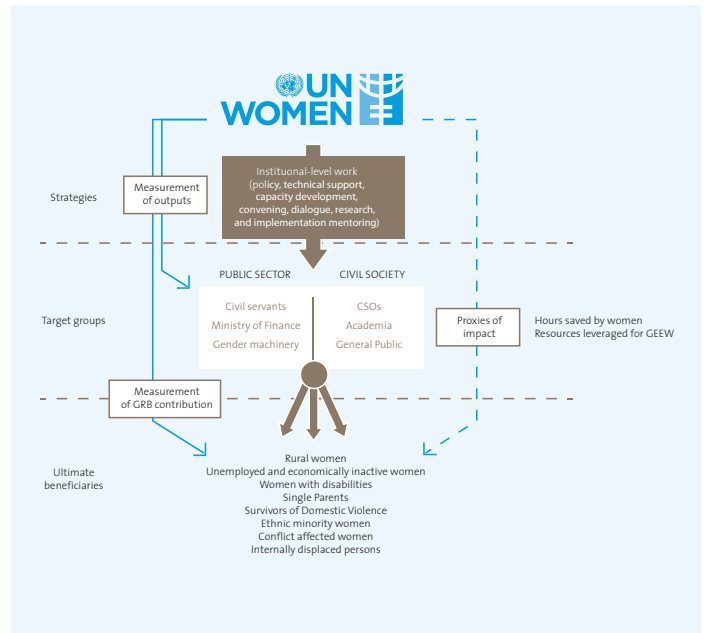 UN
WOMEN
Instituonal-level work
(policy, technical support,
capacity development,
convening, dialogue, research,
and implementation mentoring)
Strategies
Measurement
of outputs
PUBLIC SECTOR
CIVIL SOCIETY
Target groups
Civil servants
Ministry of Finance
Gender machinery
CSOs
Academia
General Public
Proxies of
impact
Hours saved by women
Resources leveraged for GEEW
Measurement
of GRB contribution
Ultimate
beneficiaries
Rural women
Unemployed and economically inactive women
Women with disabilities
Single Parents
Survivors of Domestic Violence
Ethnic minority women
Conflict affected women
Internally displaced persons